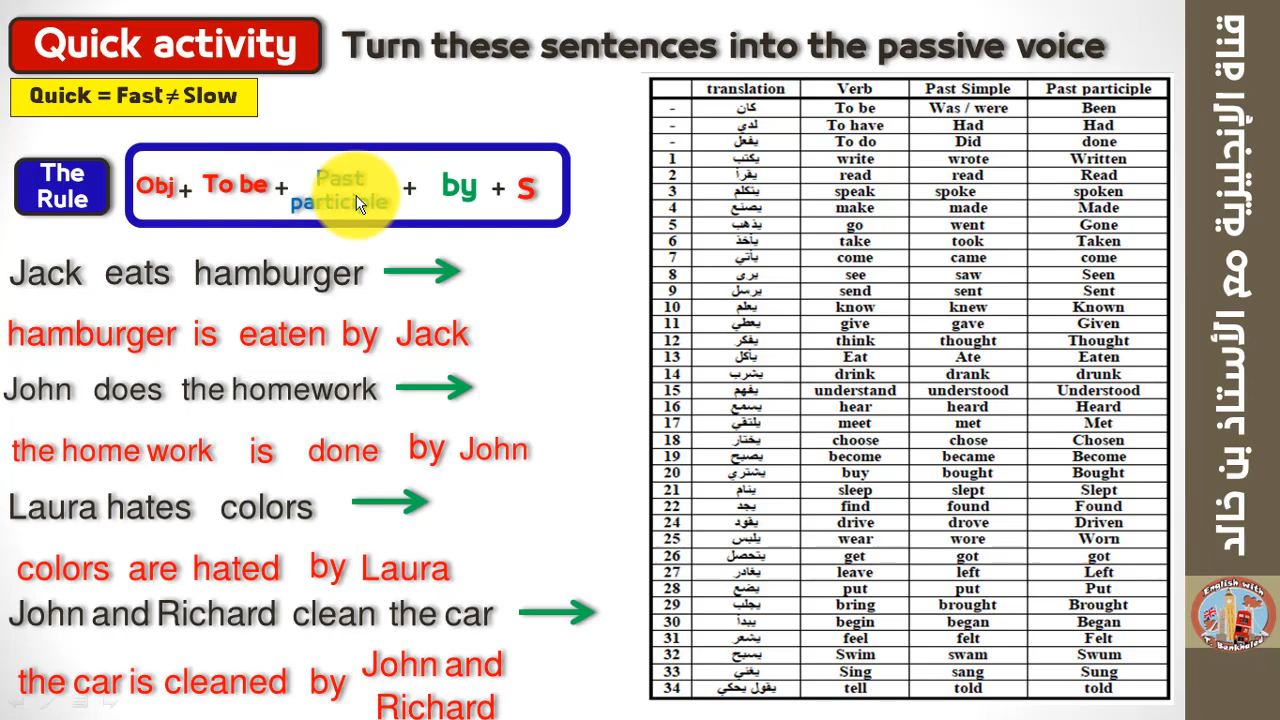 Quick activity
Turn these sentences into the passive voice
Quick = Fast ≠ Slow
The
Rule
Obj + To be + Past participle + by + S
Jack eats hamburger
hamburger is eaten by Jack
John does the homework
the home work is done by John
Laura hates colors
colors are hated by Laura
John and Richard clean the car
the car is cleaned by John and
Richard
translation Verb Past Simple Past participle
- كان To be Was / were Been
- لدي To have Had Had
- يفعل To do Did done
1 يكتب write wrote Written
2 يقرأ read read Read
3 يتكلم speak spoke spoken
4 يصنع make made Made
5 يذهب go went Gone
6 يأخذ take took Taken
7 يأتي come came come
8 يرى see saw Seen
9 يرسل send sent Sent
10 يعلم know knew Known
11 يعطي give gave Given
12 يفكر think thought Thought
13 يأكل Eat Ate Eaten
14 يشرب drink drank drunk
15 يفهم understand understood Understood
16 يسمع hear heard Heard
17 يلتقي meet met Met
18 يختار choose chose Chosen
19 يصبح become became Become
20 يشتري buy bought Bought
21 ينام sleep slept Slept
22 يجد find found Found
24 يقود drive drove Driven
25 يلبس wear wore Worn
26 يتحصل get got got
27 يغادر leave left Left
28 يضع put put Put
29 يجلب bring brought Brought
30 يبدأ begin began Began
31 يشعر feel felt Felt
32 يسبح Swim swam Swum
33 يغني Sing sang Sung
34 يقول يحكي tell told told
قناة الإنجليزية مع الأستاذ بن خالد
English with
T. Benkhaled